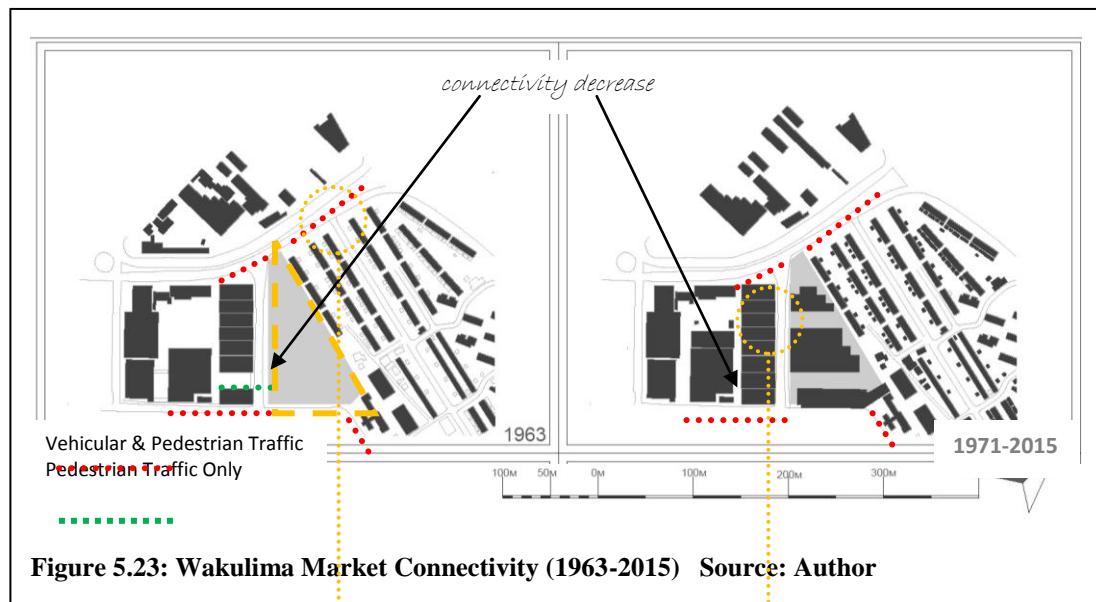 connectivity decrease
1963
1971-2015
Vehicular & Pedestrian Traffic
Pedestrian Traffic Only
100M 50M 0M 100M 200M 300M
Figure 5.23: Wakulima Market Connectivity (1963-2015) Source: Author